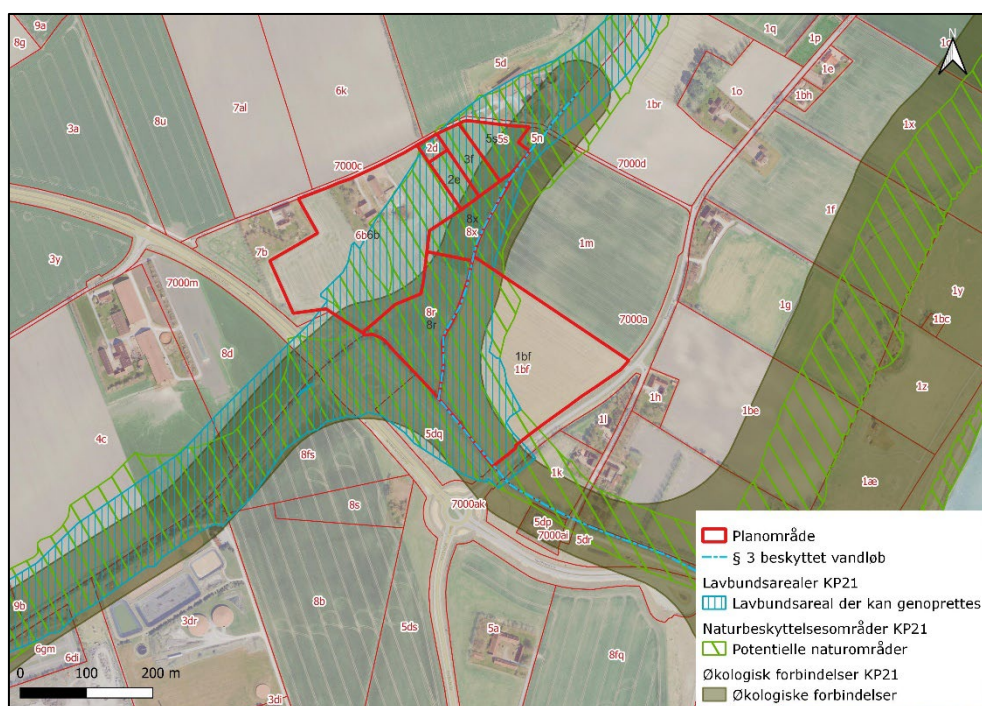 9a
8g
3a
8u
7al
6k
5d
1q
1p
1e
1bh
1o
1br
N
1x
7000c
2d
5s
5s
5n
3f
2e
7000d
1f
3y
7b
6b
6b
8x
8x
1m
7000m
7000a
1g
1y
1bc
8d
8r
8r
1bf
1bf
1z
1h
1l
1be
4c
5dq
8fs
1k
1æ
8s
7000ak
5dp
7000ai
5dr
9b
3dr
8b
5ds
5a
8fq
6gm
6di
3di
0 100 200 m
Planområde
§ 3 beskyttet vandløb
Lavbundsarealer KP21
Lavbundsareal der kan genoprettes
Naturbeskyttelsesområder KP21
Potentielle naturområder
Økologisk forbindelser KP21
Økologiske forbindelser